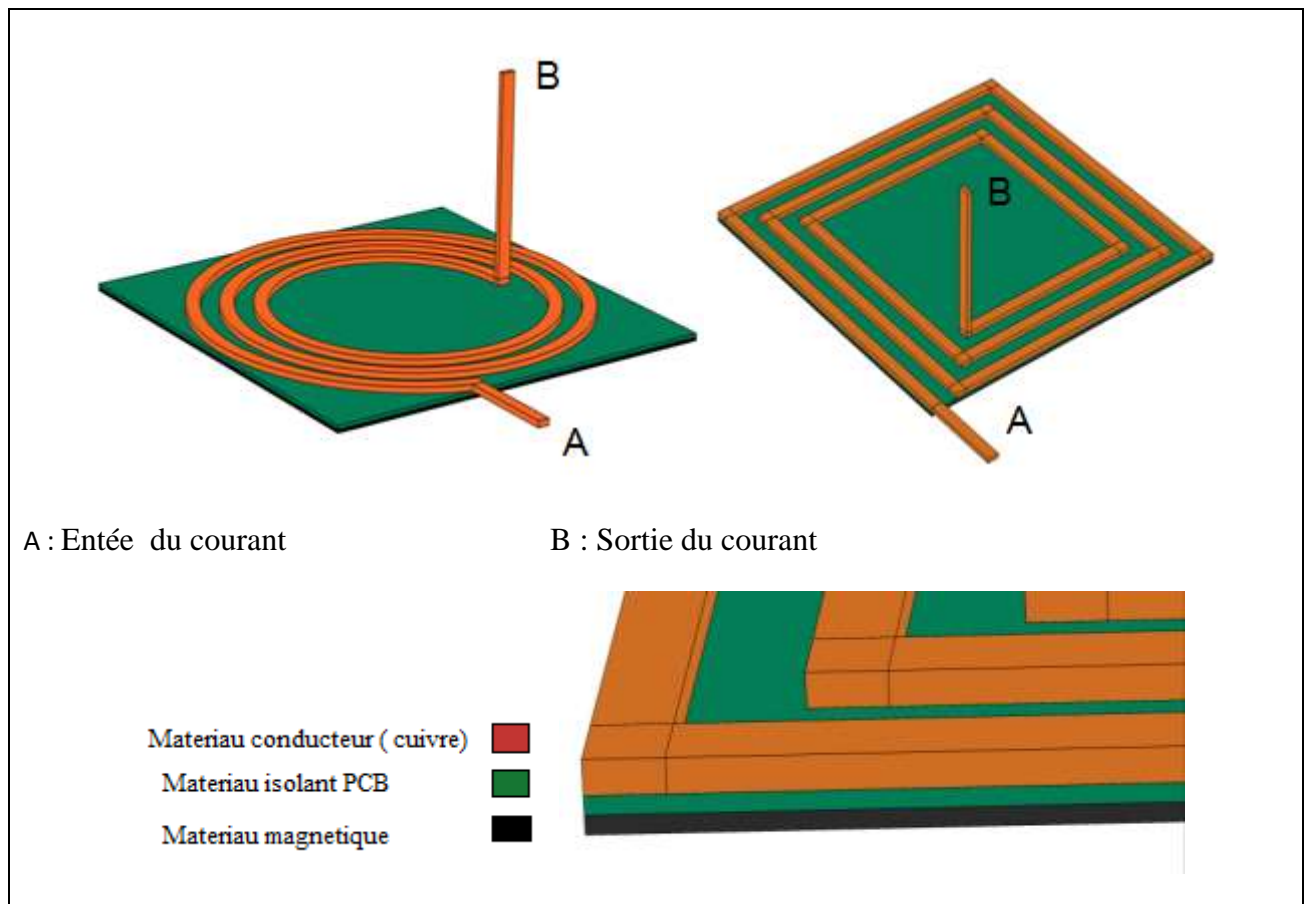 B
B
A
A
A : Entée du courant
B : Sortie du courant
Materiau conducteur ( cuivre)
Materiau isolant PCB
Materiau magnetique